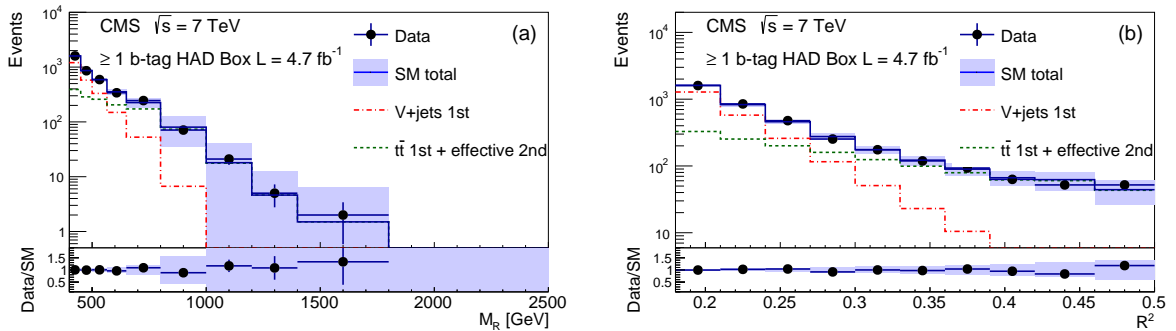 CMS √s = 7 TeV (a)
≥ 1 b-tag HAD Box L = 4.7 fb⁻¹
Data
SM total
V+jets 1st
tt̄ 1st + effective 2nd
Events
10⁴
10³
10²
10
1
Data/SM
1.5
1
0.5
500 1000 1500 2000 2500
M_R [GeV]
CMS √s = 7 TeV (b)
≥ 1 b-tag HAD Box L = 4.7 fb⁻¹
Data
SM total
V+jets 1st
tt̄ 1st + effective 2nd
Events
10⁴
10³
10²
10
Data/SM
1.5
1
0.5
0.2 0.25 0.3 0.35 0.4 0.45 0.5
R²